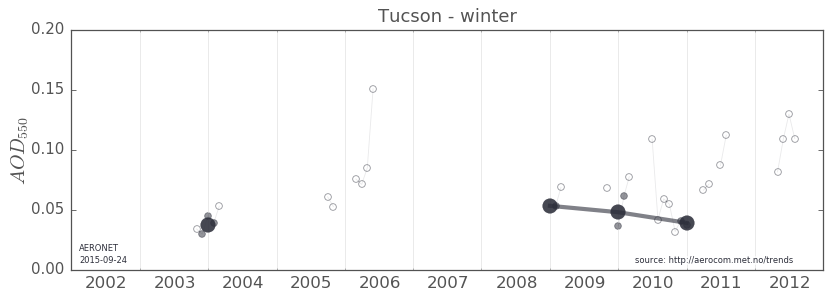 Tucson - winter
0.20
0.15
0.10
0.05
0.00
AOD550
AERONET
2015-09-24
source: http://aerocom.met.no/trends
2002 2003 2004 2005 2006 2007 2008 2009 2010 2011 2012